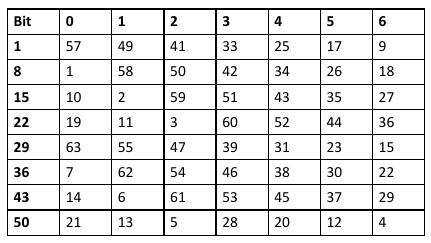 Bit 0 1 2 3 4 5 6
1 57 49 41 33 25 17 9
8 1 58 50 42 34 26 18
15 10 2 59 51 43 35 27
22 19 11 3 60 52 44 36
29 63 55 47 39 31 23 15
36 7 62 54 46 38 30 22
43 14 6 61 53 45 37 29
50 21 13 5 28 20 12 4